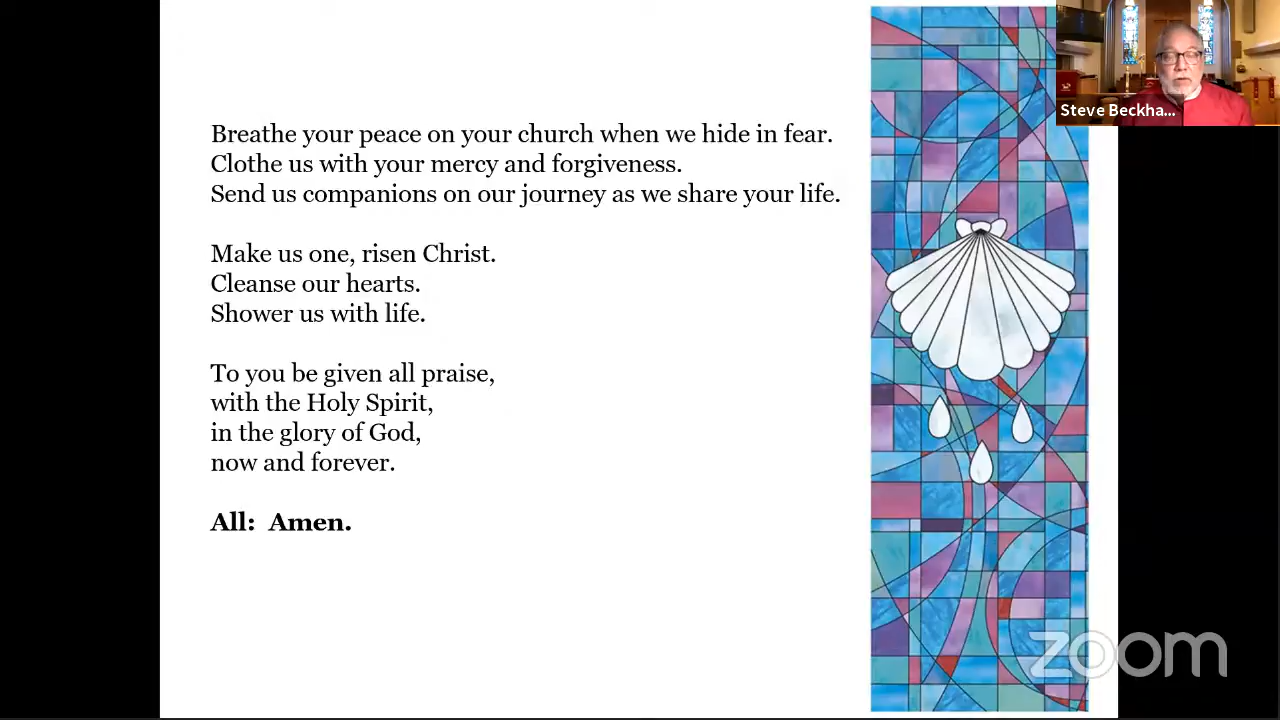 Breathe your peace on your church when we hide in fear.
Clothe us with your mercy and forgiveness.
Send us companions on our journey as we share your life.
Make us one, risen Christ.
Cleanse our hearts.
Shower us with life.
To you be given all praise,
with the Holy Spirit,
in the glory of God,
now and forever.
All: Amen.
Steve Beckha...
zoom